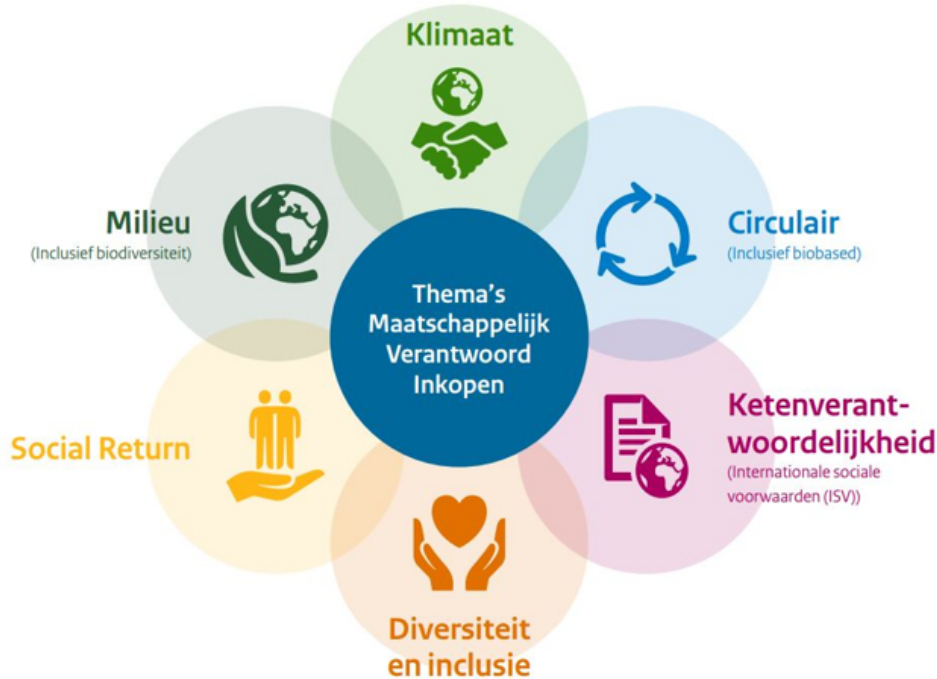 Klimaat
Milieu
(Inclusief biodiversiteit)
Circulair
(Inclusief biobased)
Thema's
Maatschappelijk
Verantwoord
Inkopen
Social Return
Ketenverant-
woordelijkheid
(Internationale sociale
voorwaarden (ISV))
Diversiteit
en inclusie